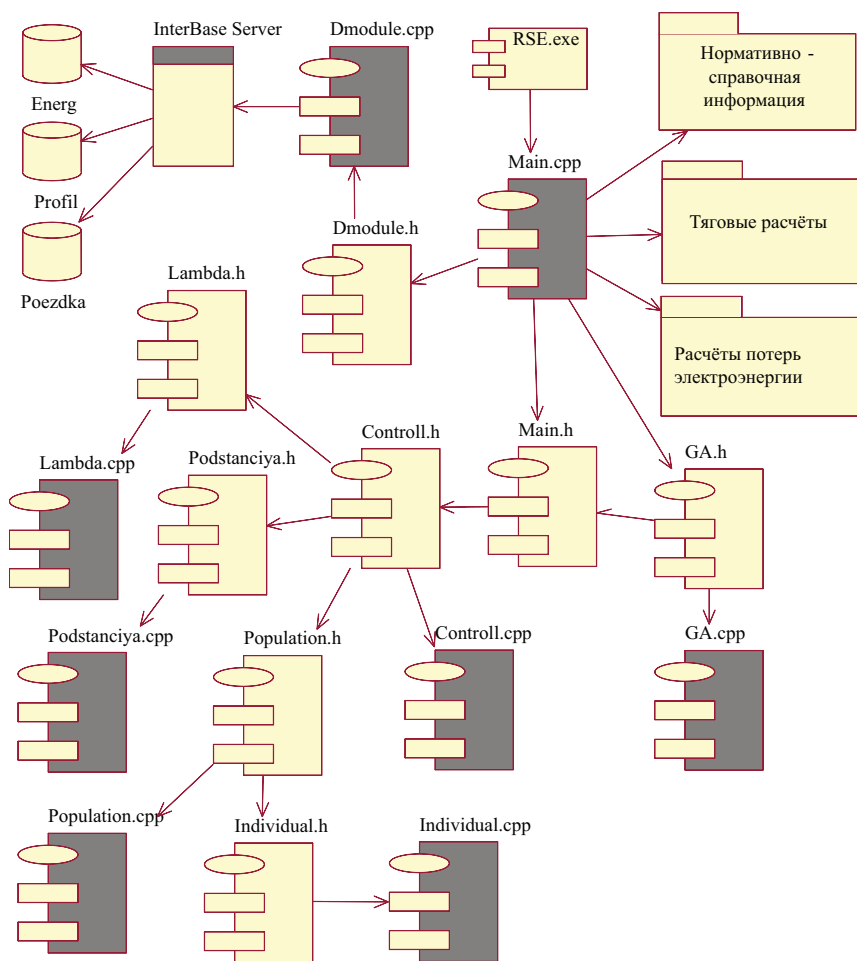 InterBase Server
Dmodule.cpp
RSE.exe
Нормативно -
справочная
информация
Energ
Main.cpp
Profil
Dmodule.h
Тяговые расчёты
Poezdka
Lambda.h
Расчёты потерь
электроэнергии
Controll.h
Main.h
GA.h
Lambda.cpp
Podstanciya.h
Podstanciya.cpp
Population.h
Controll.cpp
GA.cpp
Population.cpp
Individual.h
Individual.cpp